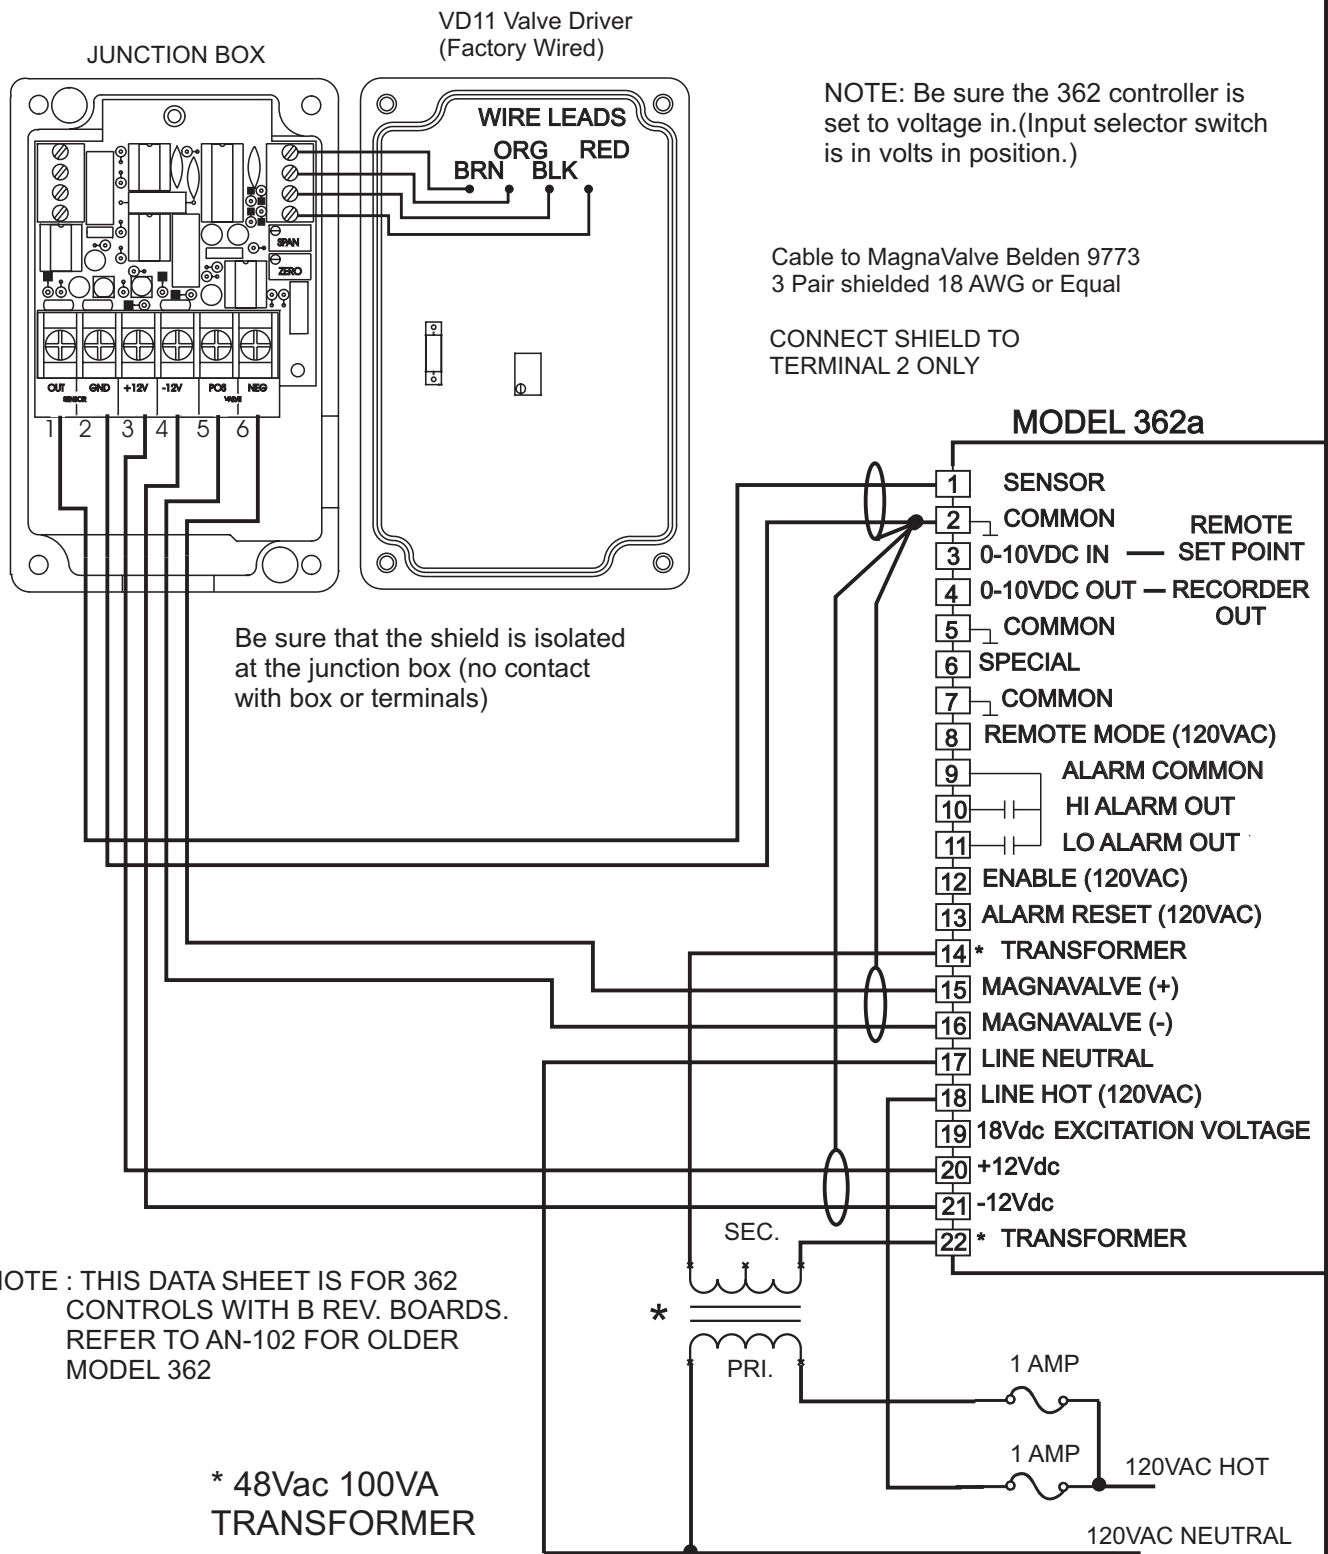 VD11 Valve Driver
(Factory Wired)
JUNCTION BOX
WIRE LEADS
ORG RED
BRN BLK
NOTE: Be sure the 362 controller is
set to voltage in.(Input selector switch
is in volts in position.)
SPAN
ZERO
Cable to MagnaValve Belden 9773
3 Pair shielded 18 AWG or Equal
CONNECT SHIELD TO
TERMINAL 2 ONLY
OUT GND +12V -12V POS NEG
SENSOR VALVE
1 2 3 4 5 6
MODEL 362a
1 SENSOR
2 COMMON
3 0-10VDC IN — REMOTE SET POINT
4 0-10VDC OUT — RECORDER OUT
5 COMMON
6 SPECIAL
7 COMMON
8 REMOTE MODE (120VAC)
9 ALARM COMMON
10 HI ALARM OUT
11 LO ALARM OUT
12 ENABLE (120VAC)
13 ALARM RESET (120VAC)
14 * TRANSFORMER
15 MAGNAVALVE (+)
16 MAGNAVALVE (-)
17 LINE NEUTRAL
18 LINE HOT (120VAC)
19 18Vdc EXCITATION VOLTAGE
20 +12Vdc
21 -12Vdc
22 * TRANSFORMER
Be sure that the shield is isolated
at the junction box (no contact
with box or terminals)
SEC.
*
PRI.
OTE : THIS DATA SHEET IS FOR 362
CONTROLS WITH B REV. BOARDS.
REFER TO AN-102 FOR OLDER
MODEL 362
1 AMP
1 AMP
120VAC HOT
120VAC NEUTRAL
* 48Vac 100VA
TRANSFORMER